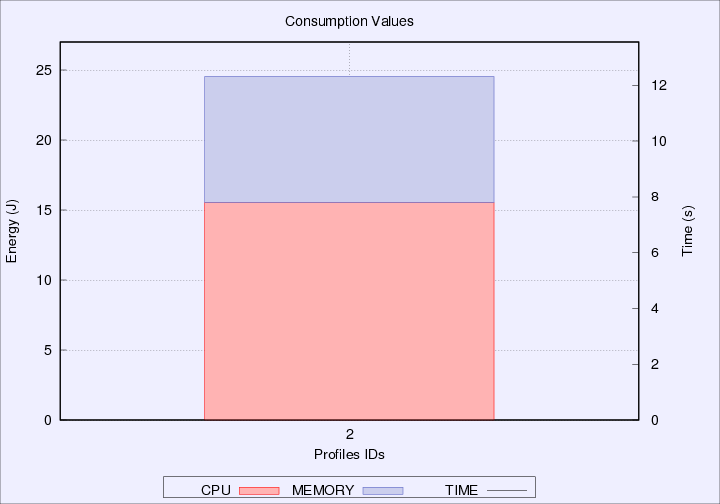 Consumption Values
25
20
15
10
5
0
Energy (J)
12
10
8
6
4
2
0
Time (s)
2
Profiles IDs
CPU MEMORY TIME